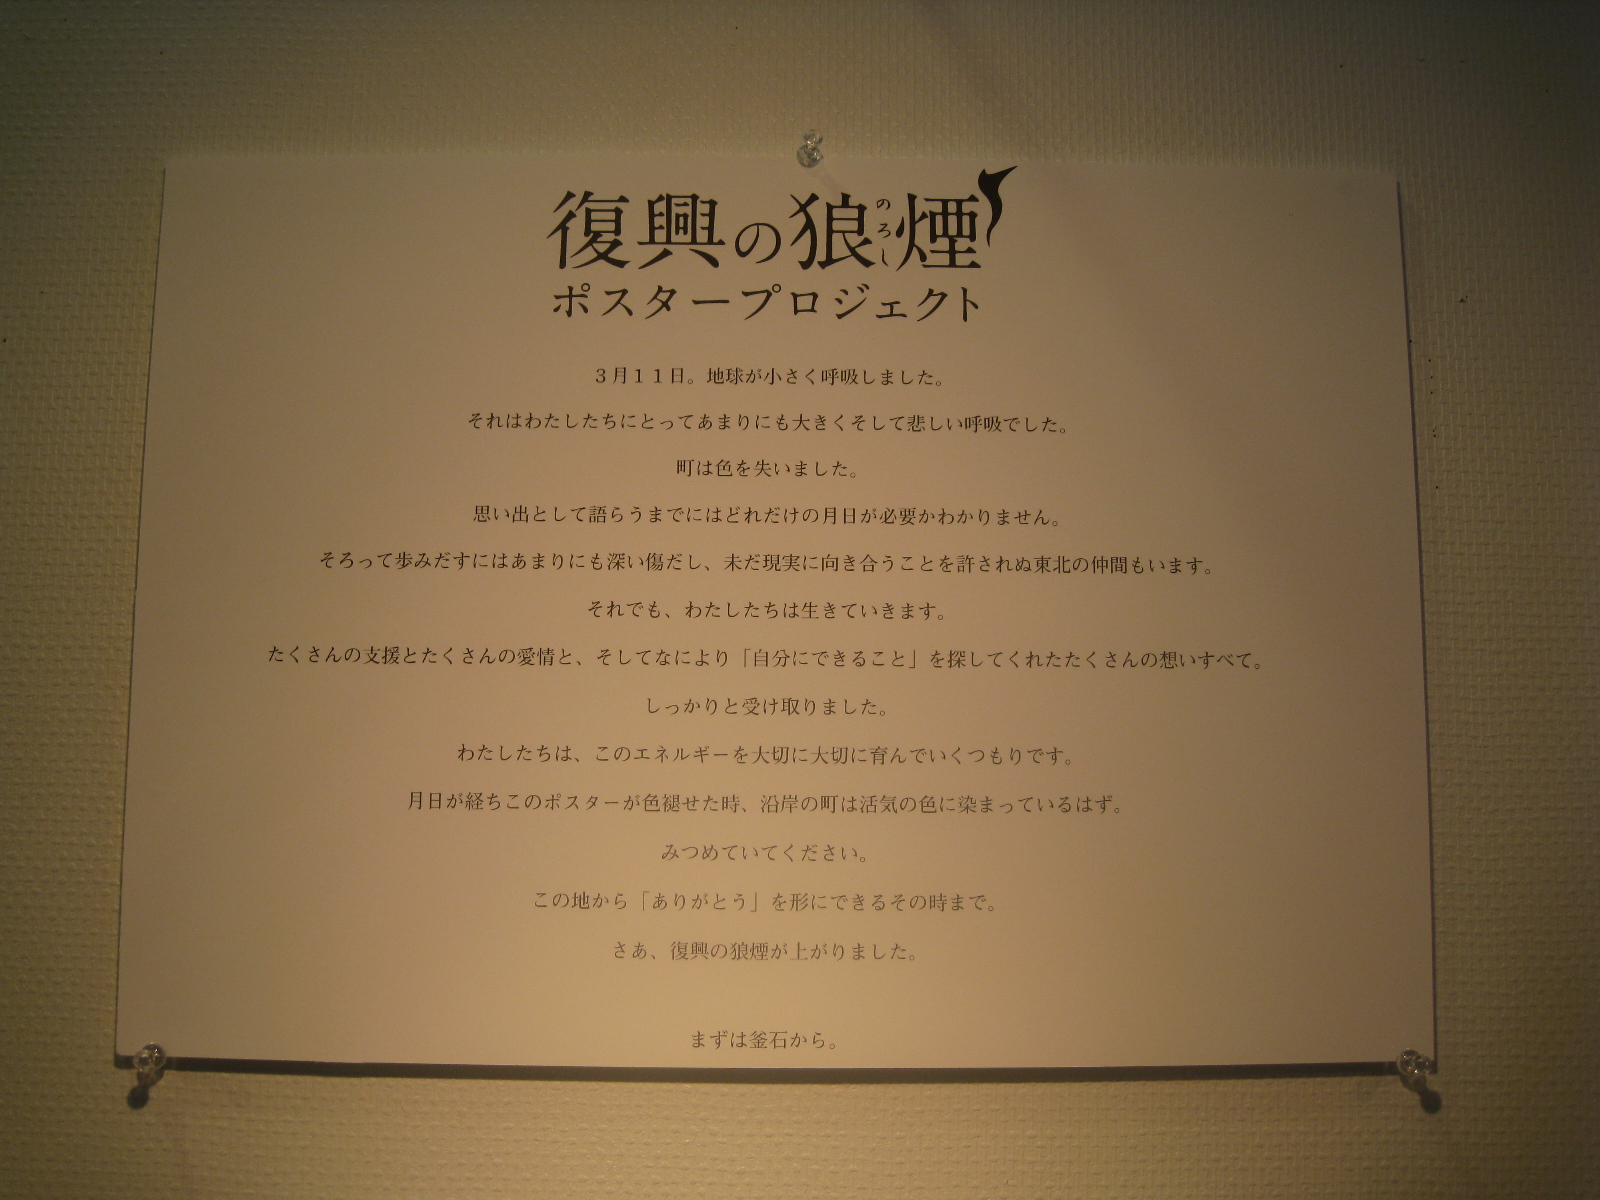 復興の狼煙
のろし
ポスタープロジェクト
3月11日。地球が小さく呼吸しました。
それはわたしたちにとってあまりにも大きくそして悲しい呼吸でした。
町は色を失いました。
思い出として語らうまでにはどれだけの月日が必要かわかりません。
そろって歩みだすにはあまりにも深い傷だし、未だ現実に向き合うことを許されぬ東北の仲間もいます。
それでも、わたしたちは生きていきます。
たくさんの支援とたくさんの愛情と、そしてなにより「自分にできること」を探してくれたたくさんの想いすべて。
しっかりと受け取りました。
わたしたちは、このエネルギーを大切に大切に育んでいくつもりです。
月日が経ちこのポスターが色褪せた時、沿岸の町は活気の色に染まっているはず。
みつめていてください。
この地から「ありがとう」を形にできるその時まで。
さあ、復興の狼煙が上がりました。
まずは釜石から。